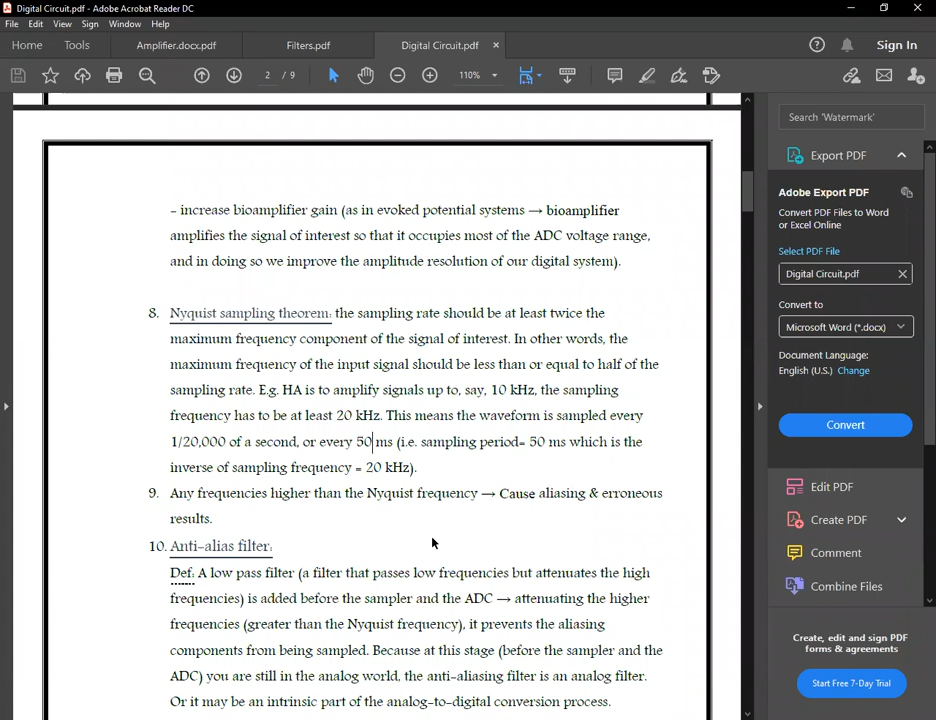 Digital Circuit.pdf - Adobe Acrobat Reader DC
File Edit View Sign Window Help
Home Tools Amplifier.docx.pdf Filters.pdf Digital Circuit.pdf × Sign In
2 / 9 110%
Search 'Watermark'
Export PDF
Adobe Export PDF
Convert PDF Files to Word
or Excel Online
Select PDF File
Digital Circuit.pdf
Convert to
Microsoft Word (*.docx)
Document Language:
English (U.S.) Change
Convert
Edit PDF
Create PDF
Comment
Combine Files
Create, edit and sign PDF
forms & agreements
Start Free 7-Day Trial
- increase bioamplifier gain (as in evoked potential systems → bioamplifier
amplifies the signal of interest so that it occupies most of the ADC voltage range,
and in doing so we improve the amplitude resolution of our digital system).
8. Nyquist sampling theorem: the sampling rate should be at least twice the
maximum frequency component of the signal of interest. In other words, the
maximum frequency of the input signal should be less than or equal to half of the
sampling rate. E.g. HA is to amplify signals up to, say, 10 kHz, the sampling
frequency has to be at least 20 kHz. This means the waveform is sampled every
1/20,000 of a second, or every 50 ms (i.e. sampling period= 50 ms which is the
inverse of sampling frequency = 20 kHz).
9. Any frequencies higher than the Nyquist frequency → Cause aliasing & erroneous
results.
10. Anti-alias filter:
Def: A low pass filter (a filter that passes low frequencies but attenuates the high
frequencies) is added before the sampler and the ADC → attenuating the higher
frequencies (greater than the Nyquist frequency), it prevents the aliasing
components from being sampled. Because at this stage (before the sampler and the
ADC) you are still in the analog world, the anti-aliasing filter is an analog filter.
Or it may be an intrinsic part of the analog-to-digital conversion process.